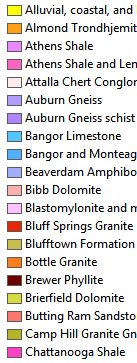 Alluvial, coastal, and
Almond Trondhjemit
Athens Shale
Athens Shale and Len
Attalla Chert Conglor
Auburn Gneiss
Auburn Gneiss schist
Bangor Limestone
Bangor and Monteag
Beaverdam Amphibo
Bibb Dolomite
Blastomylonite and m
Bluff Springs Granite
Blufftown Formation
Bottle Granite
Brewer Phyllite
Brierfield Dolomite
Butting Ram Sandsto
Camp Hill Granite Gn
Chattanooga Shale